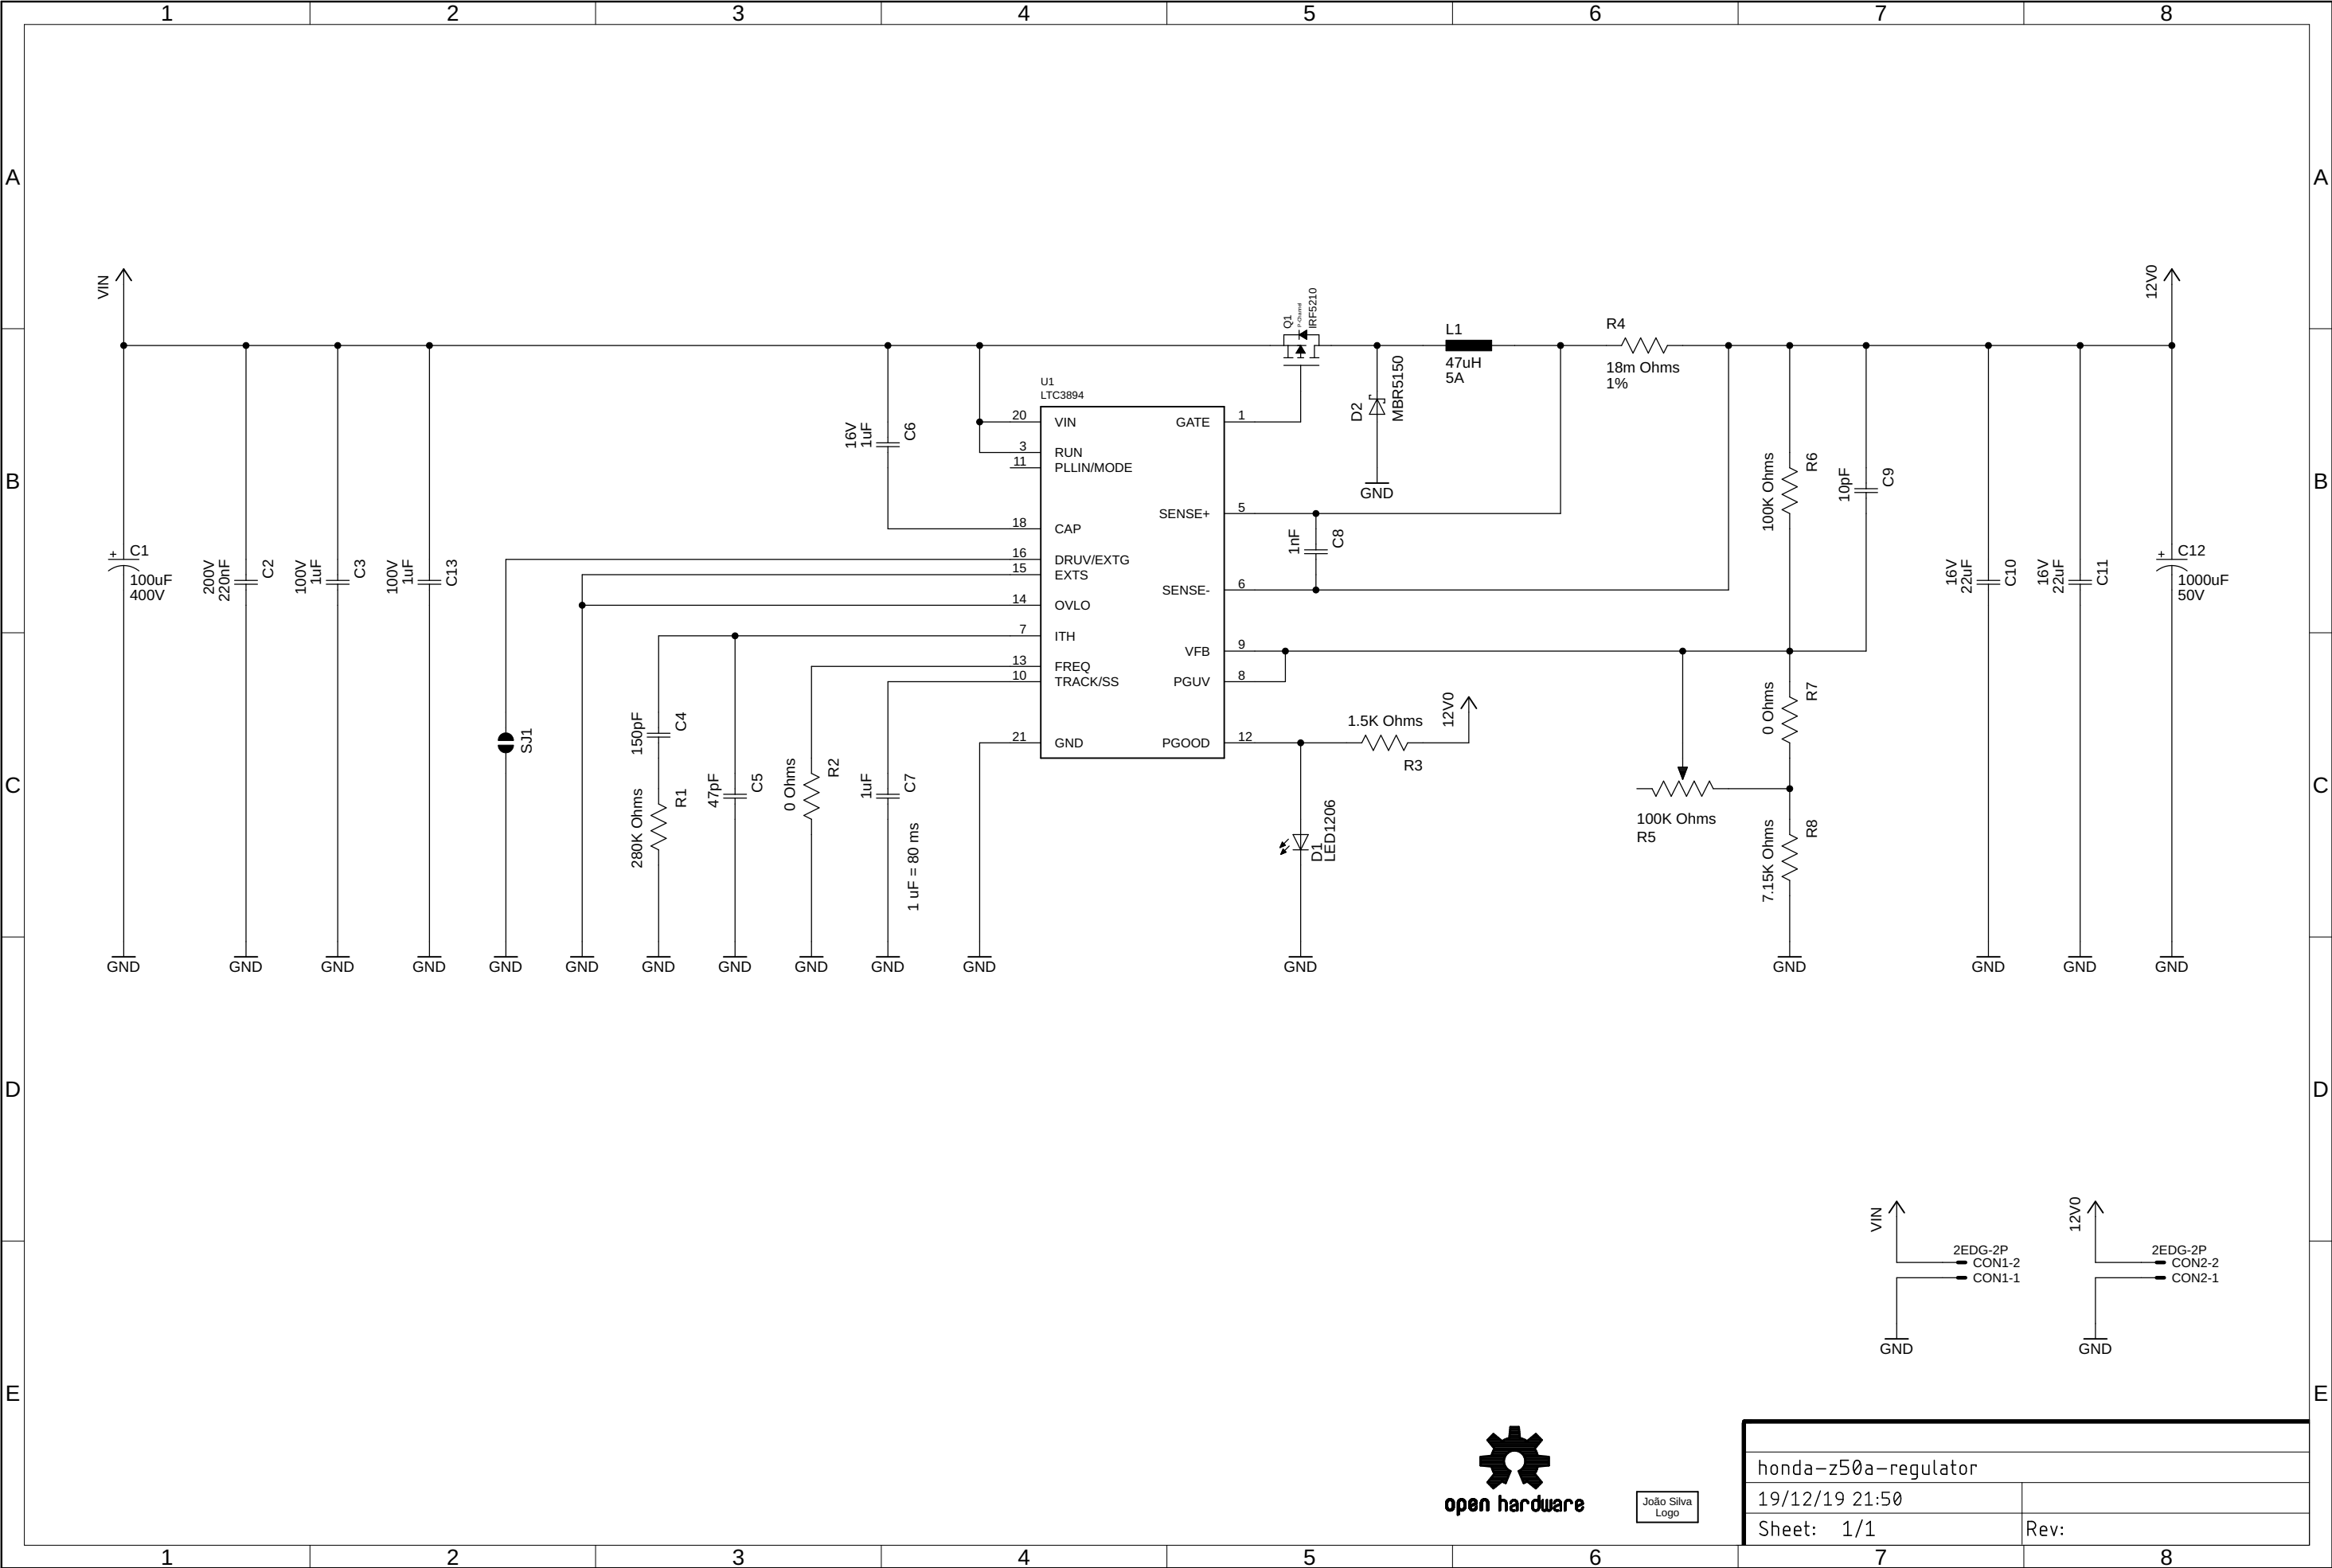 1 2 3 4 5 6 7 8
A A
VIN
12V0
Q1
P-Channel
IRF5210
L1
47uH
5A
R4
18m Ohms
1%
D2
MBR5150
GND
U1
LTC3894
20 VIN
3 RUN
11 PLLIN/MODE
18 CAP
16 DRUV/EXTG
15 EXTS
14 OVLO
7 ITH
13 FREQ
10 TRACK/SS
21 GND
GATE 1
SENSE+ 5
SENSE- 6
VFB 9
PGUV 8
PGOOD 12
B B
16V
1uF
C6
1nF
C8
100K Ohms
R6
10pF
C9
+ C1
100uF
400V
200V
220nF
C2
100V
1uF
C3
100V
1uF
C13
16V
22uF
C10
16V
22uF
C11
+ C12
1000uF
50V
C C
SJ1
150pF
C4
280K Ohms
R1
47pF
C5
0 Ohms
R2
1uF
C7
1 uF = 80 ms
1.5K Ohms
R3
12V0
D1
LED1206
100K Ohms
R5
0 Ohms
R7
7.15K Ohms
R8
GND GND GND GND GND GND GND GND GND GND GND GND GND GND GND GND
D D
VIN
2EDG-2P
CON1-2
CON1-1
GND
12V0
2EDG-2P
CON2-2
CON2-1
GND
E E
open hardware
João Silva
Logo
honda-z50a-regulator
19/12/19 21:50
Sheet: 1/1
Rev:
1 2 3 4 5 6 7 8